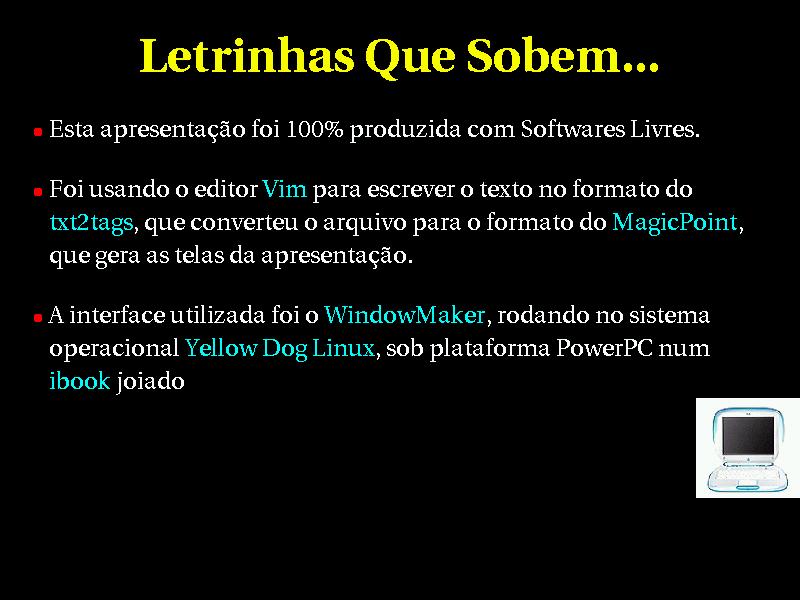 Letrinhas Que Sobem...
Esta apresentação foi 100% produzida com Softwares Livres.
Foi usando o editor Vim para escrever o texto no formato do
txt2tags, que converteu o arquivo para o formato do MagicPoint,
que gera as telas da apresentação.
A interface utilizada foi o WindowMaker, rodando no sistema
operacional Yellow Dog Linux, sob plataforma PowerPC num
ibook joiado